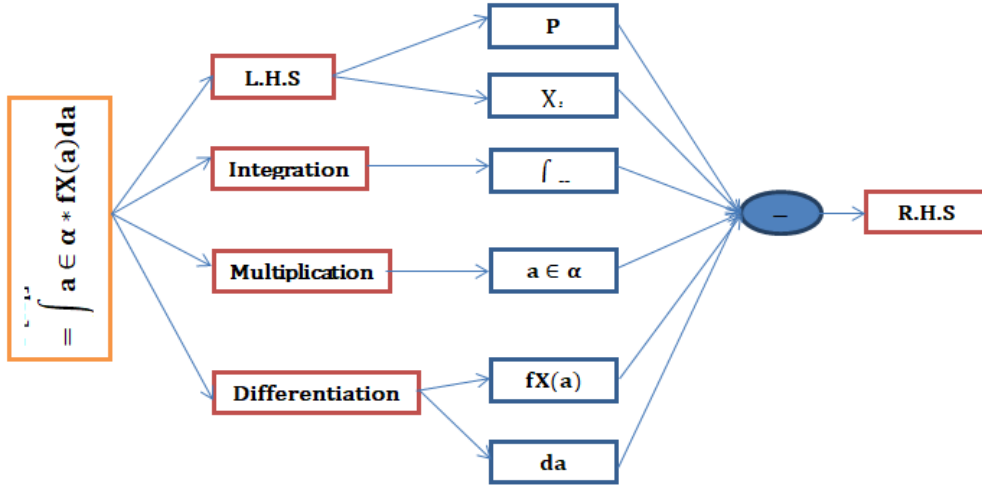 = ∫ a ∈ α * fX(a)da
L.H.S
Integration
Multiplication
Differentiation
P
X
∫
a ∈ α
fX(a)
da
=
R.H.S